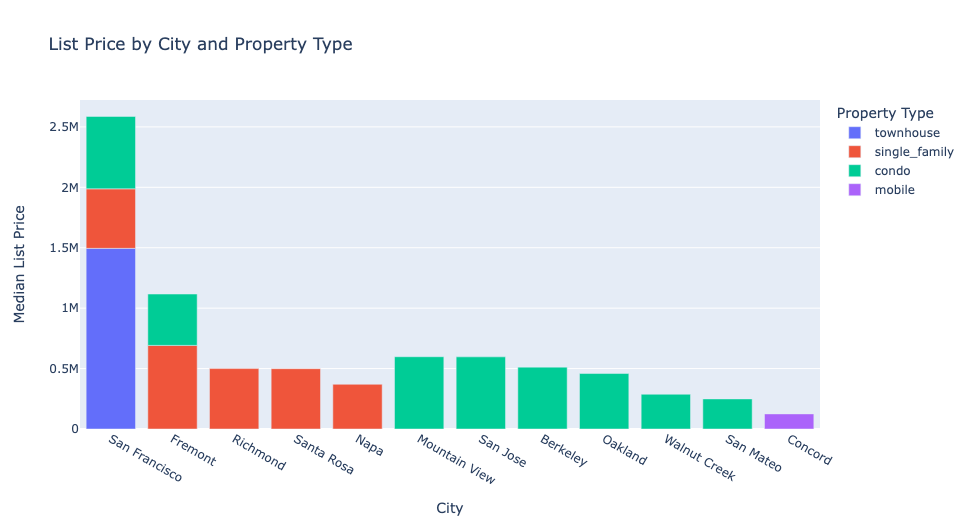 List Price by City and Property Type
Property Type
townhouse
single_family
condo
mobile
Median List Price
2.5M
2M
1.5M
1M
0.5M
0
San Francisco
Fremont
Richmond
Santa Rosa
Napa
Mountain View
San Jose
Berkeley
Oakland
Walnut Creek
San Mateo
Concord
City